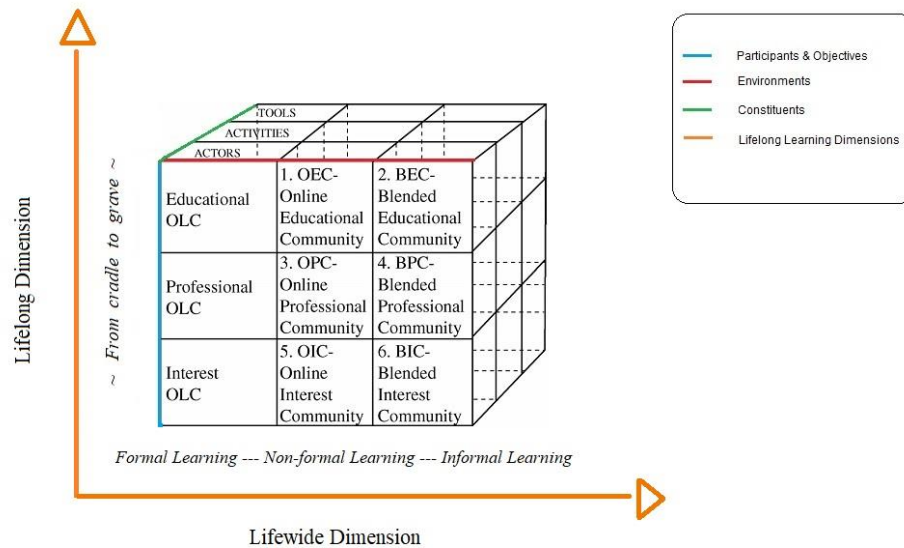 Participants & Objectives
Environments
Constituents
Lifelong Learning Dimensions
Lifelong Dimension
~ From cradle to grave ~
TOOLS
ACTIVITIES
ACTORS
Educational
OLC
1. OEC-
Online
Educational
Community
2. BEC-
Blended
Educational
Community
Professional
OLC
3. OPC-
Online
Professional
Community
4. BPC-
Blended
Professional
Community
Interest
OLC
5. OIC-
Online
Interest
Community
6. BIC-
Blended
Interest
Community
Formal Learning --- Non-formal Learning --- Informal Learning
Lifewide Dimension